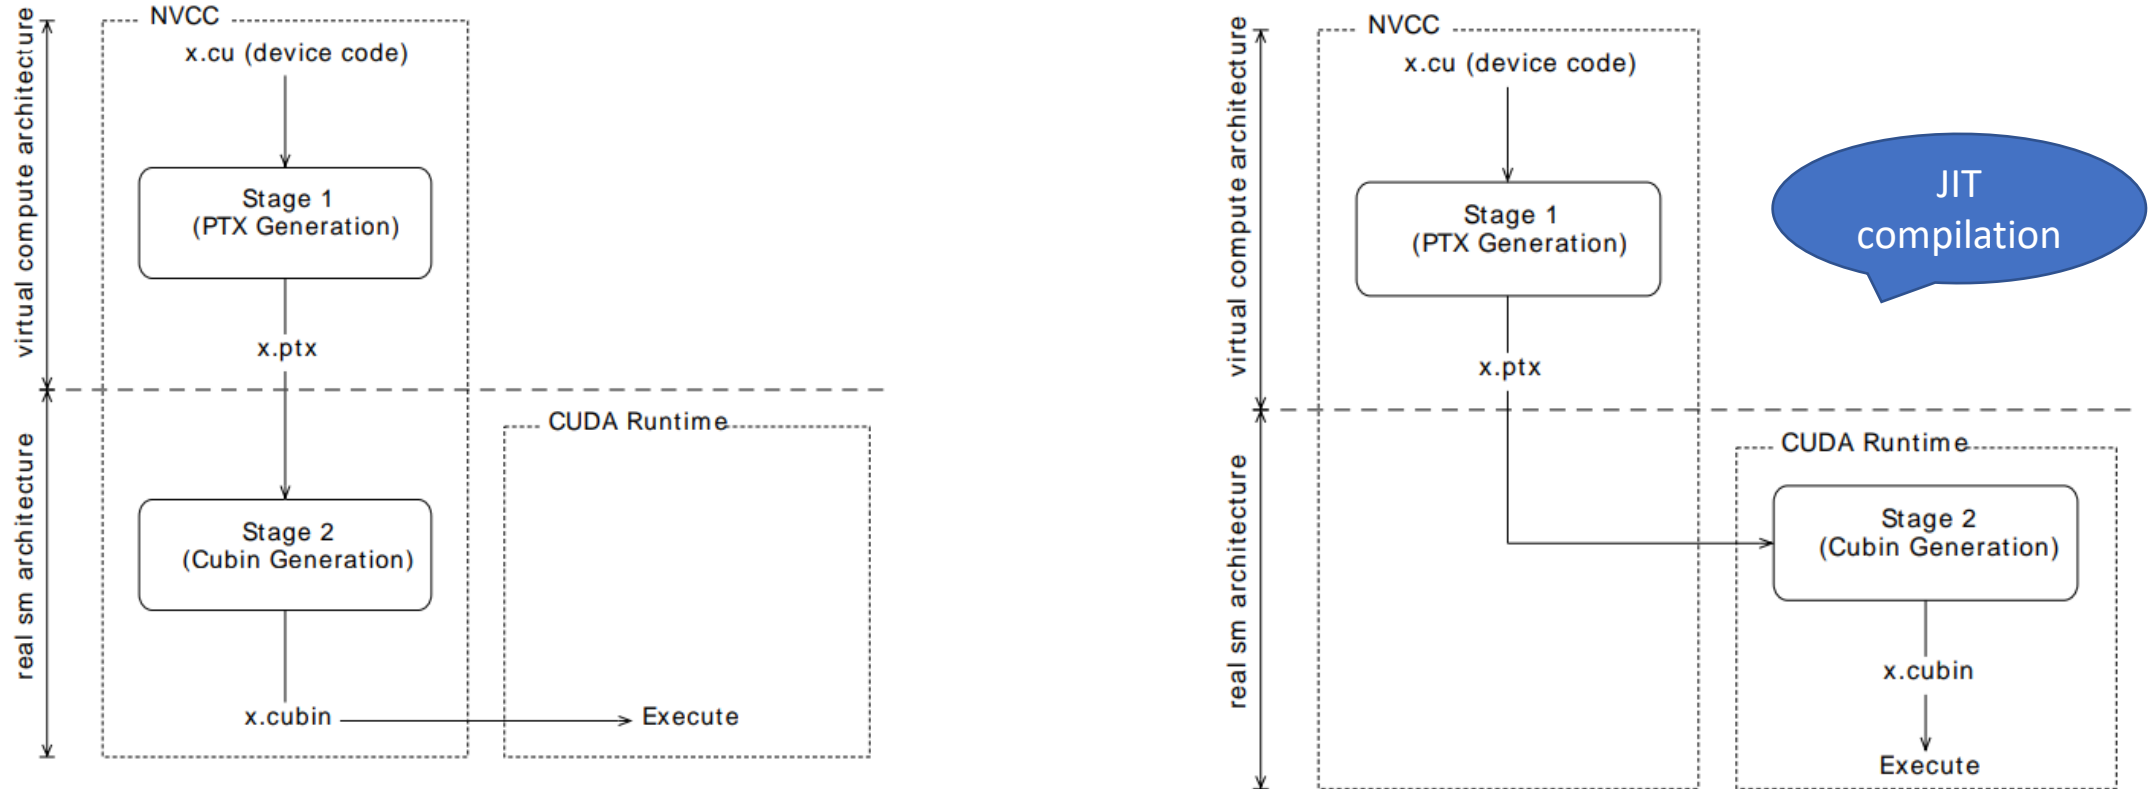 NVCC
x.cu (device code)
virtual compute architecture
Stage 1
(PTX Generation)
x.ptx
CUDA Runtime
real sm architecture
Stage 2
(Cubin Generation)
x.cubin
Execute
NVCC
x.cu (device code)
virtual compute architecture
Stage 1
(PTX Generation)
JIT
compilation
x.ptx
CUDA Runtime
real sm architecture
Stage 2
(Cubin Generation)
x.cubin
Execute